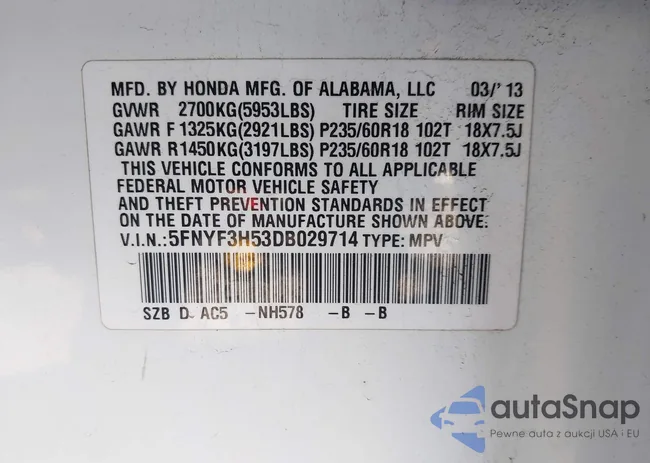 MFD. BY HONDA MFG. OF ALABAMA, LLC 03/'13
GVWR 2700KG(5953LBS) TIRE SIZE RIM SIZE
GAWR F 1325KG(2921LBS) P235/60R18 102T 18X7.5J
GAWR R 1450KG(3197LBS) P235/60R18 102T 18X7.5J
THIS VEHICLE CONFORMS TO ALL APPLICABLE
FEDERAL MOTOR VEHICLE SAFETY
AND THEFT PREVENTION STANDARDS IN EFFECT
ON THE DATE OF MANUFACTURE SHOWN ABOVE.
V.I.N.:5FNYF3H53DB029714 TYPE: MPV
SZB D- AC5 -NH578 -B -B
autaSnap
Pewne auta z aukcji USA i EU